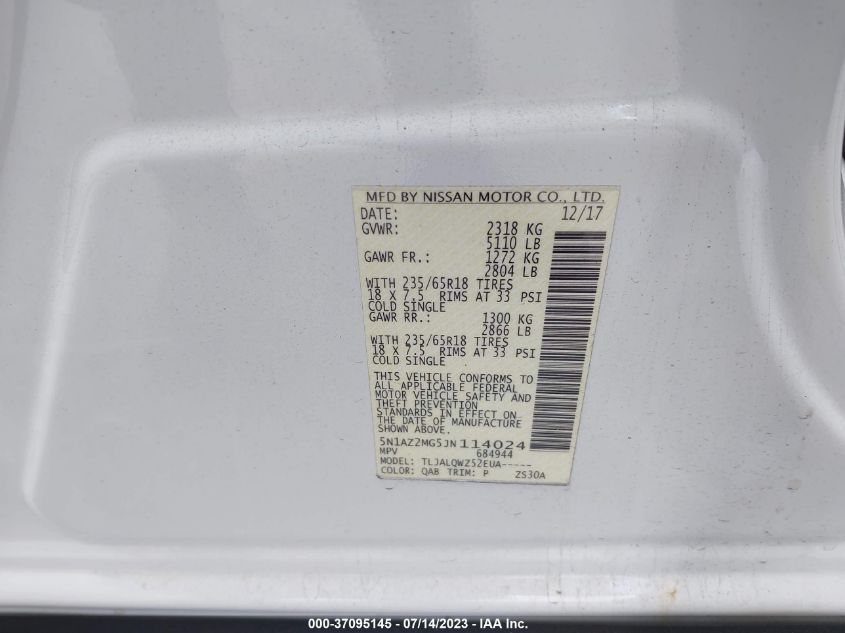 MFD BY NISSAN MOTOR CO., LTD.
DATE: 12/17
GVWR: 2318 KG
5110 LB
GAWR FR.: 1272 KG
2804 LB
WITH 235/65R18 TIRES
18 X 7.5 RIMS AT 33 PSI
COLD SINGLE
GAWR RR.: 1300 KG
2866 LB
WITH 235/65R18 TIRES
18 X 7.5 RIMS AT 33 PSI
COLD SINGLE
THIS VEHICLE CONFORMS TO
ALL APPLICABLE FEDERAL
MOTOR VEHICLE SAFETY AND
THEFT PREVENTION
STANDARDS IN EFFECT ON
THE DATE OF MANUFACTURE
SHOWN ABOVE.
5N1AZ2MG5JN114024
MPV 684944
MODEL: TLJALQWZ52EUA-----
COLOR: QAB TRIM: P ZS30A
000-37095145 - 07/14/2023 - IAA Inc.